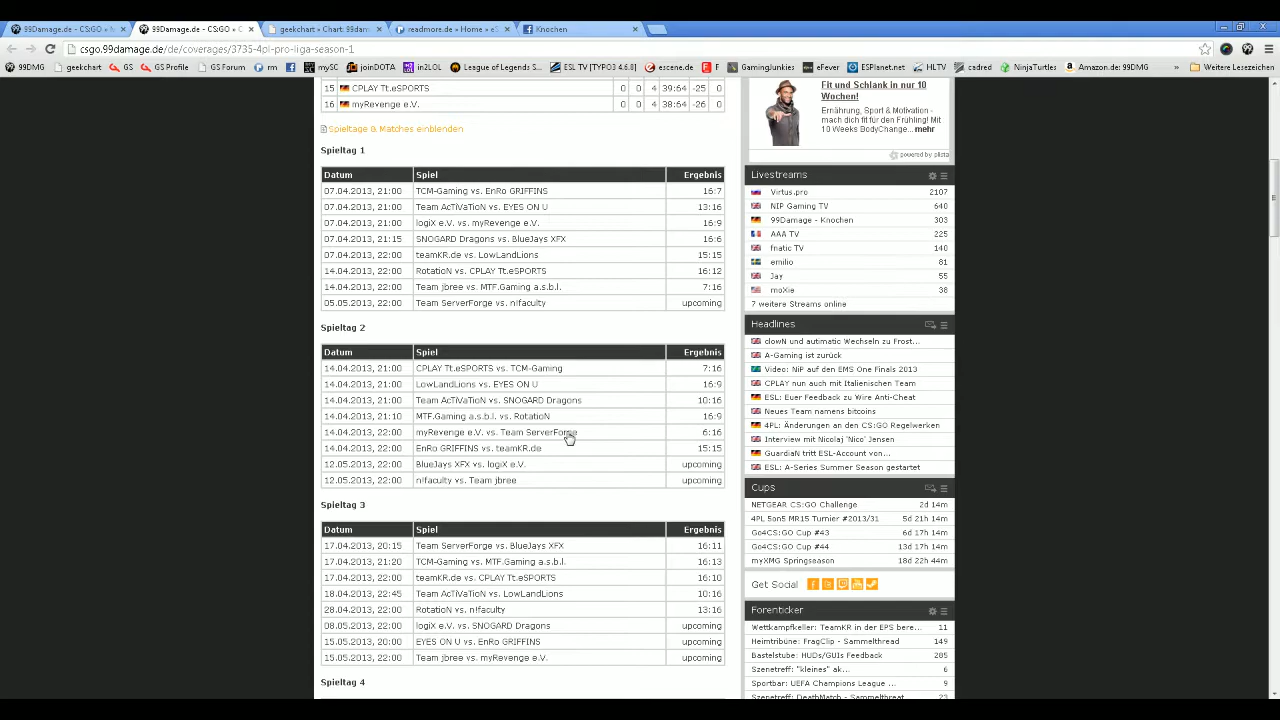 99Damage.de - CS:GO » N
99Damage.de - CS:GO » C
geekchart » Chart: 99dam
readmore.de » Home » eS
Knochen
csgo.99damage.de/de/coverages/3735-4pl-pro-liga-season-1
99DMG geekchart GS GS Profile GS Forum rm mySC joinDOTA in2LOL League of Legends S... ESL TV [TYPO3 4.6.8] escene.de F GamingJunkies eFever ESPlanet.net HLTV cadred NinjaTurtles Amazon.de: 99DMG » Weitere Lesezeichen
15 CPLAY Tt.eSPORTS 0 0 4 39:64 -25 0
16 myRevenge e.V. 0 0 4 38:64 -26 0
Spieltage & Matches einblenden
Spieltag 1
Datum Spiel Ergebnis
07.04.2013, 21:00 TCM-Gaming vs. EnRo GRIFFINS 16:7
07.04.2013, 21:00 Team AcTiVaTioN vs. EYES ON U 13:16
07.04.2013, 21:00 logiX e.V. vs. myRevenge e.V. 16:9
07.04.2013, 21:15 SNOGARD Dragons vs. BlueJays XFX 16:6
07.04.2013, 22:00 teamKR.de vs. LowLandLions 15:15
14.04.2013, 21:00 RotatioN vs. CPLAY Tt.eSPORTS 16:12
14.04.2013, 22:00 Team jbree vs. MTF.Gaming a.s.b.l. 7:16
05.05.2013, 22:00 Team ServerForge vs. n!faculty upcoming
Spieltag 2
Datum Spiel Ergebnis
14.04.2013, 21:00 CPLAY Tt.eSPORTS vs. TCM-Gaming 7:16
14.04.2013, 21:00 LowLandLions vs. EYES ON U 16:9
14.04.2013, 21:00 Team AcTiVaTioN vs. SNOGARD Dragons 10:16
14.04.2013, 21:10 MTF.Gaming a.s.b.l. vs. RotatioN 16:9
14.04.2013, 22:00 myRevenge e.V. vs. Team ServerForge 6:16
14.04.2013, 22:00 EnRo GRIFFINS vs. teamKR.de 15:15
12.05.2013, 22:00 BlueJays XFX vs. logiX e.V. upcoming
12.05.2013, 22:00 n!faculty vs. Team jbree upcoming
Spieltag 3
Datum Spiel Ergebnis
17.04.2013, 20:15 Team ServerForge vs. BlueJays XFX 16:11
17.04.2013, 21:20 TCM-Gaming vs. MTF.Gaming a.s.b.l. 16:13
17.04.2013, 22:00 teamKR.de vs. CPLAY Tt.eSPORTS 16:10
18.04.2013, 22:45 Team AcTiVaTioN vs. LowLandLions 10:16
28.04.2013, 22:00 RotatioN vs. n!faculty 13:16
08.05.2013, 22:00 logiX e.V. vs. SNOGARD Dragons upcoming
15.05.2013, 20:00 EYES ON U vs. EnRo GRIFFINS upcoming
15.05.2013, 22:00 Team jbree vs. myRevenge e.V. upcoming
Spieltag 4
Fit und Schlank in nur 10
Wochen!
Ernährung, Sport & Motivation -
mach dich fit für den Frühling! Mit
10 Weeks BodyChange... mehr
powered by plista
Livestreams
Virtus.pro 2107
NIP Gaming TV 640
99Damage - Knochen 303
AAA TV 225
fnatic TV 140
emilio 81
Jay 55
moXie 38
7 weitere Streams online
Headlines
clowN und autimatic Wechseln zu Frost...
A-Gaming ist zurück
Video: NiP auf den EMS One Finals 2013
CPLAY nun auch mit Italienischen Team
ESL: Euer Feedback zu Wire Anti-Cheat
Neues Team namens bitcoins
4PL: Änderungen an den CS:GO Regelwerken
Interview mit Nicolaj 'Nico' Jensen
GuardiaN tritt ESL-Account von...
ESL: A-Series Summer Season gestartet
Cups
NETGEAR CS:GO Challenge 2d 14m
4PL 5on5 MR15 Turnier #2013/31 5d 21h 14m
Go4CS:GO Cup #43 6d 17h 14m
Go4CS:GO Cup #44 13d 17h 14m
myXMG Springseason 18d 22h 44m
Get Social
Forenticker
Wettkampfkeller: TeamKR in der EPS bere... 11
Heimtribüne: FragClip - Sammelthread 149
Bastelstube: HUDs/GUIs Feedback 285
Szenetreff: "kleines" ak... 6
Sportbar: UEFA Champions League ... 9
Szenetreff: DeathMatch - Sammelthreat 23